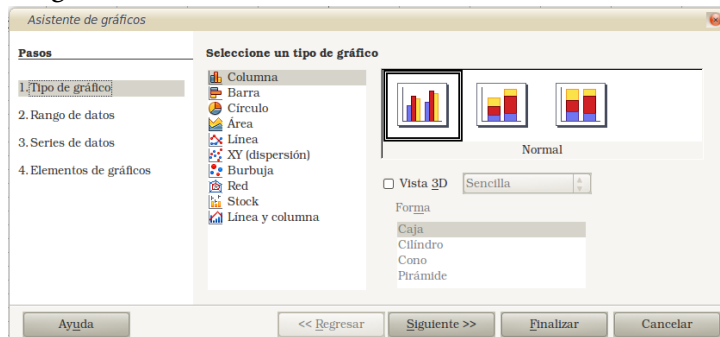 Asistente de gráficos
Pasos
1.Tipo de gráfico
2.Rango de datos
3.Series de datos
4.Elementos de gráficos
Seleccione un tipo de gráfico
Columna
Barra
Círculo
Área
Línea
XY (dispersión)
Burbuja
Red
Stock
Línea y columna
Normal
Vista 3D
Sencilla
Forma
Caja
Cilíndro
Cono
Pirámide
Ayuda
<< Regresar
Siguiente >>
Finalizar
Cancelar